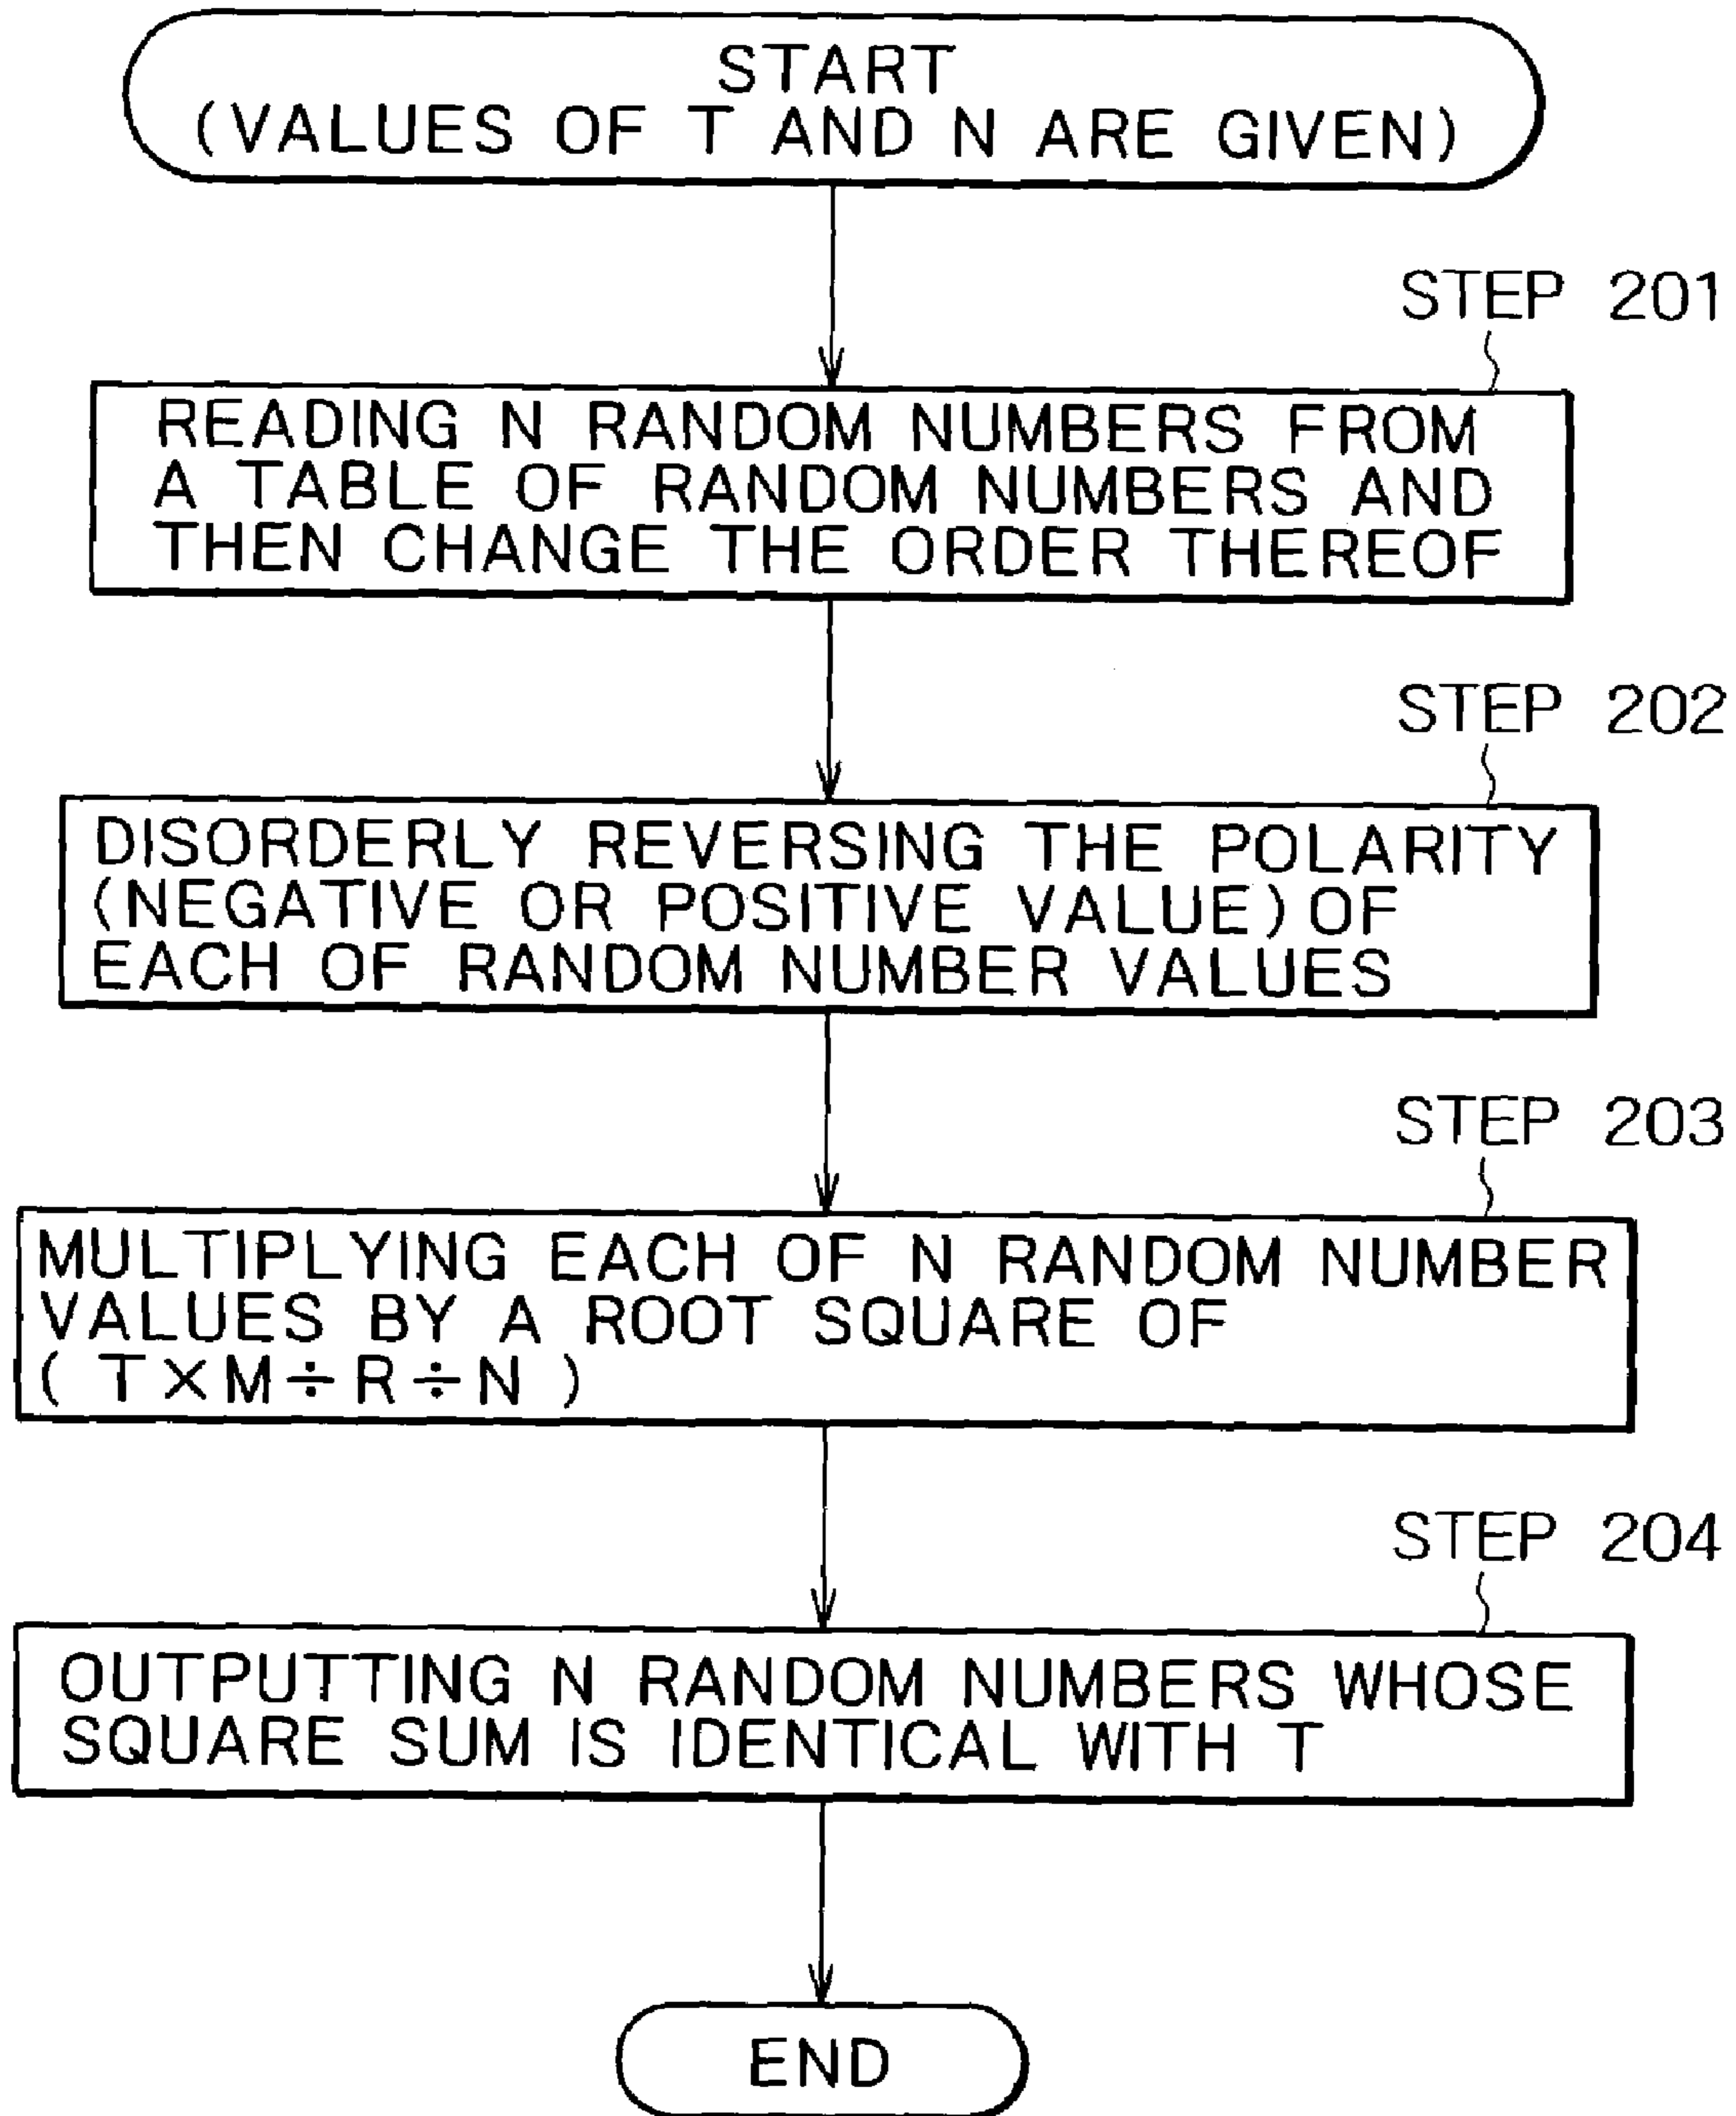 START
(VALUES OF T AND N ARE GIVEN)
STEP 201
READING N RANDOM NUMBERS FROM
A TABLE OF RANDOM NUMBERS AND
THEN CHANGE THE ORDER THEREOF
STEP 202
DISORDERLY REVERSING THE POLARITY
(NEGATIVE OR POSITIVE VALUE) OF
EACH OF RANDOM NUMBER VALUES
STEP 203
MULTIPLYING EACH OF N RANDOM NUMBER
VALUES BY A ROOT SQUARE OF
(T×M÷R÷N)
STEP 204
OUTPUTTING N RANDOM NUMBERS WHOSE
SQUARE SUM IS IDENTICAL WITH T
END